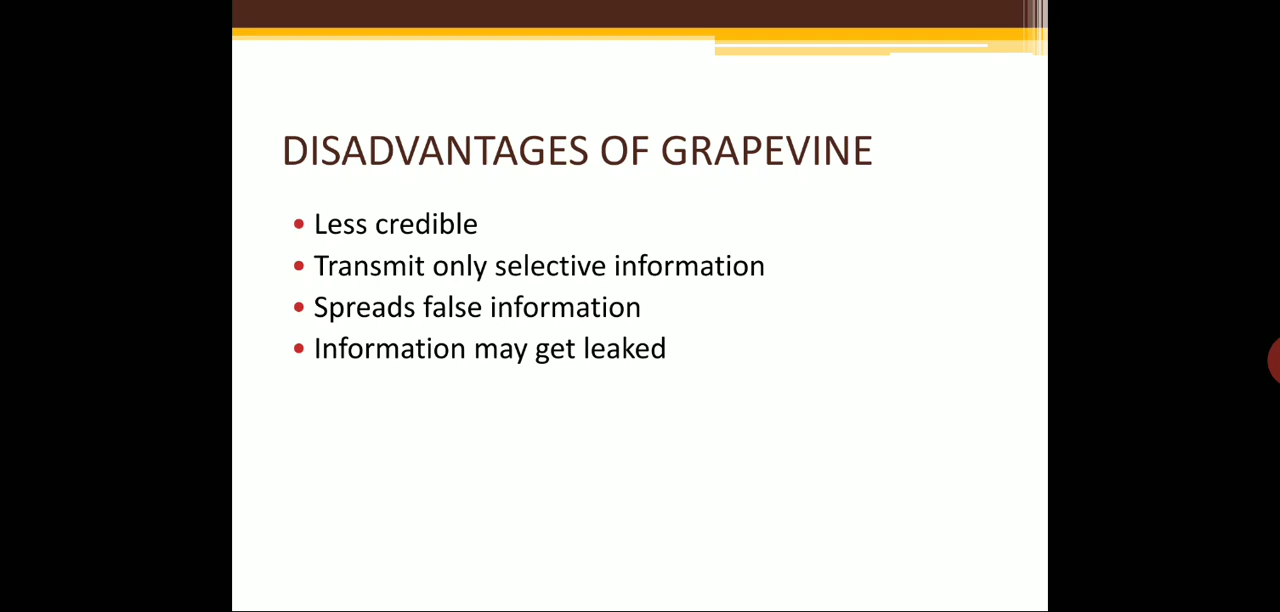 DISADVANTAGES OF GRAPEVINE
• Less credible
• Transmit only selective information
• Spreads false information
• Information may get leaked